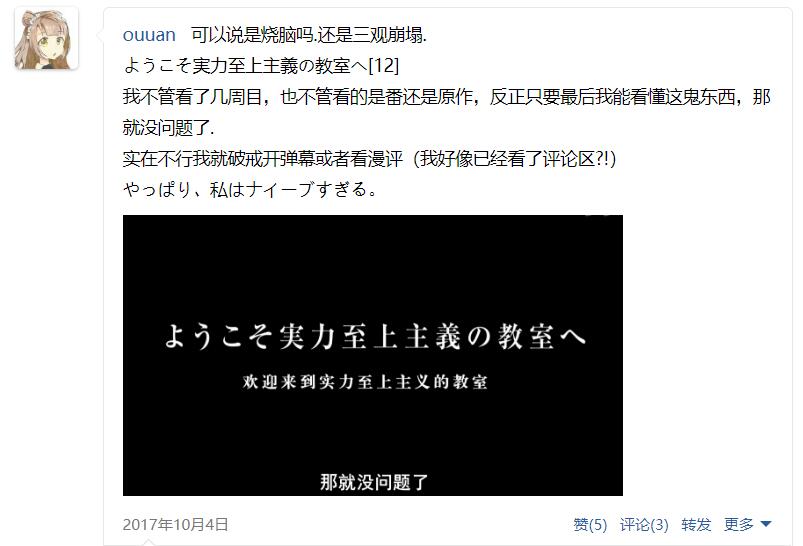 ouuan 可以说是烧脑吗.还是三观崩塌.
ようこそ実力至上主義の教室へ[12]
我不管看了几周目，也不管看的是番还是原作，反正只要最后我能看懂这鬼东西，那
就没问题了.
实在不行我就破戒开弹幕或者看漫评（我好像已经看了评论区?!）
やっぱり、私はナイーブすぎる。
ようこそ実力至上主義の教室へ
欢迎来到实力至上主义的教室
那就没问题了
2017年10月4日 赞(5) 评论(3) 转发 更多